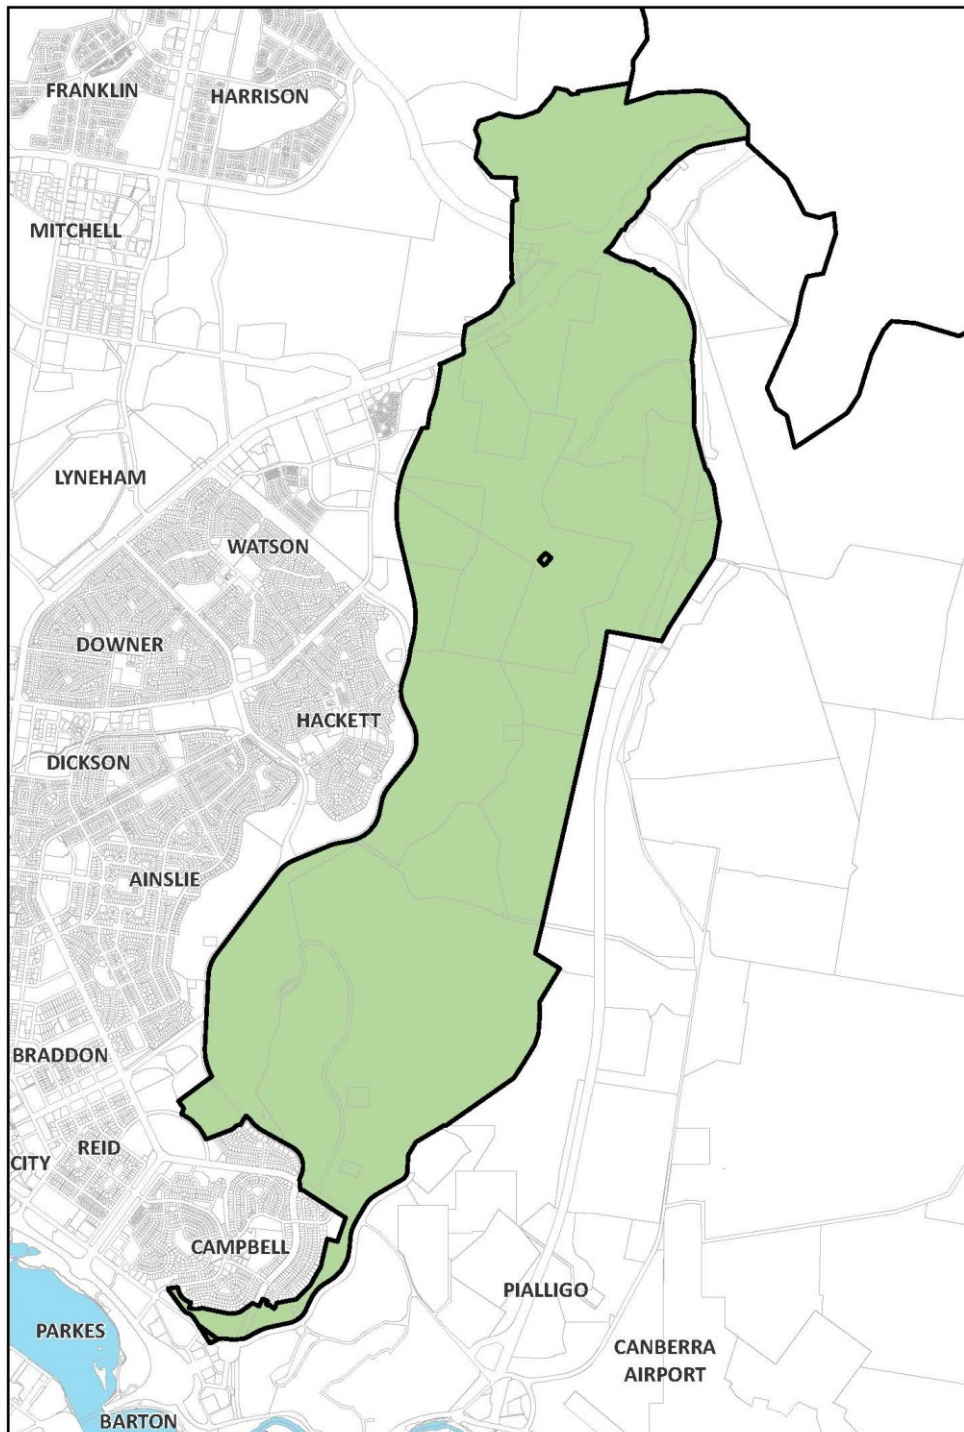 FRANKLIN
HARRISON
MITCHELL
LYNEHAM
WATSON
DOWNER
HACKETT
DICKSON
AINSLIE
BRADDON
REID
CITY
CAMPBELL
PIALLIGO
PARKES
CANBERRA
AIRPORT
BARTON